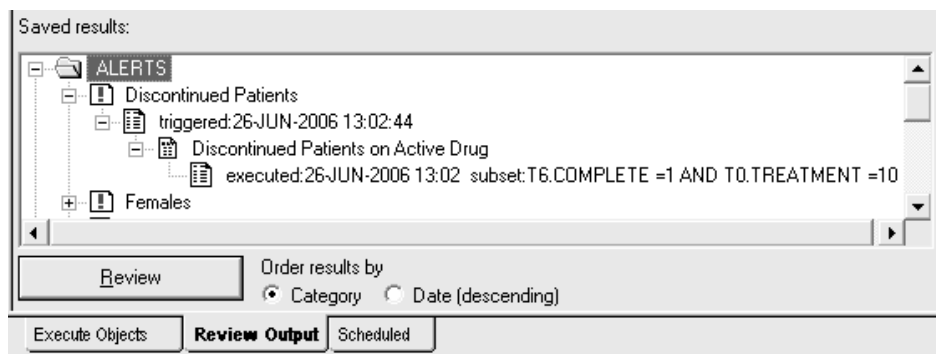 Saved results:
ALERTS
Discontinued Patients
triggered:26-JUN-2006 13:02:44
Discontinued Patients on Active Drug
executed:26-JUN-2006 13:02 subset:T6.COMPLETE =1 AND T0.TREATMENT =10
Females
Review
Order results by
Category Date (descending)
Execute Objects Review Output Scheduled